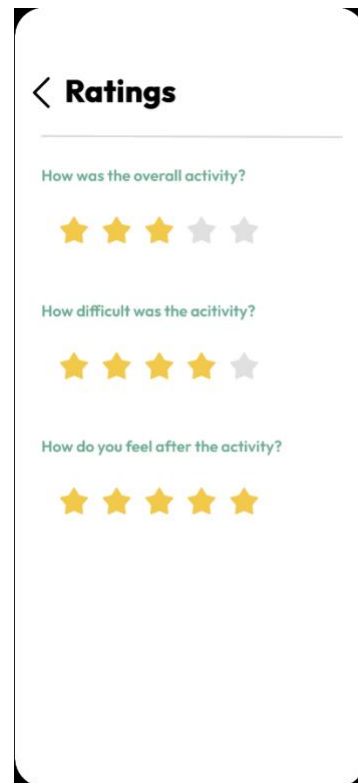 Ratings
How was the overall activity?
How difficult was the acitivity?
How do you feel after the activity?